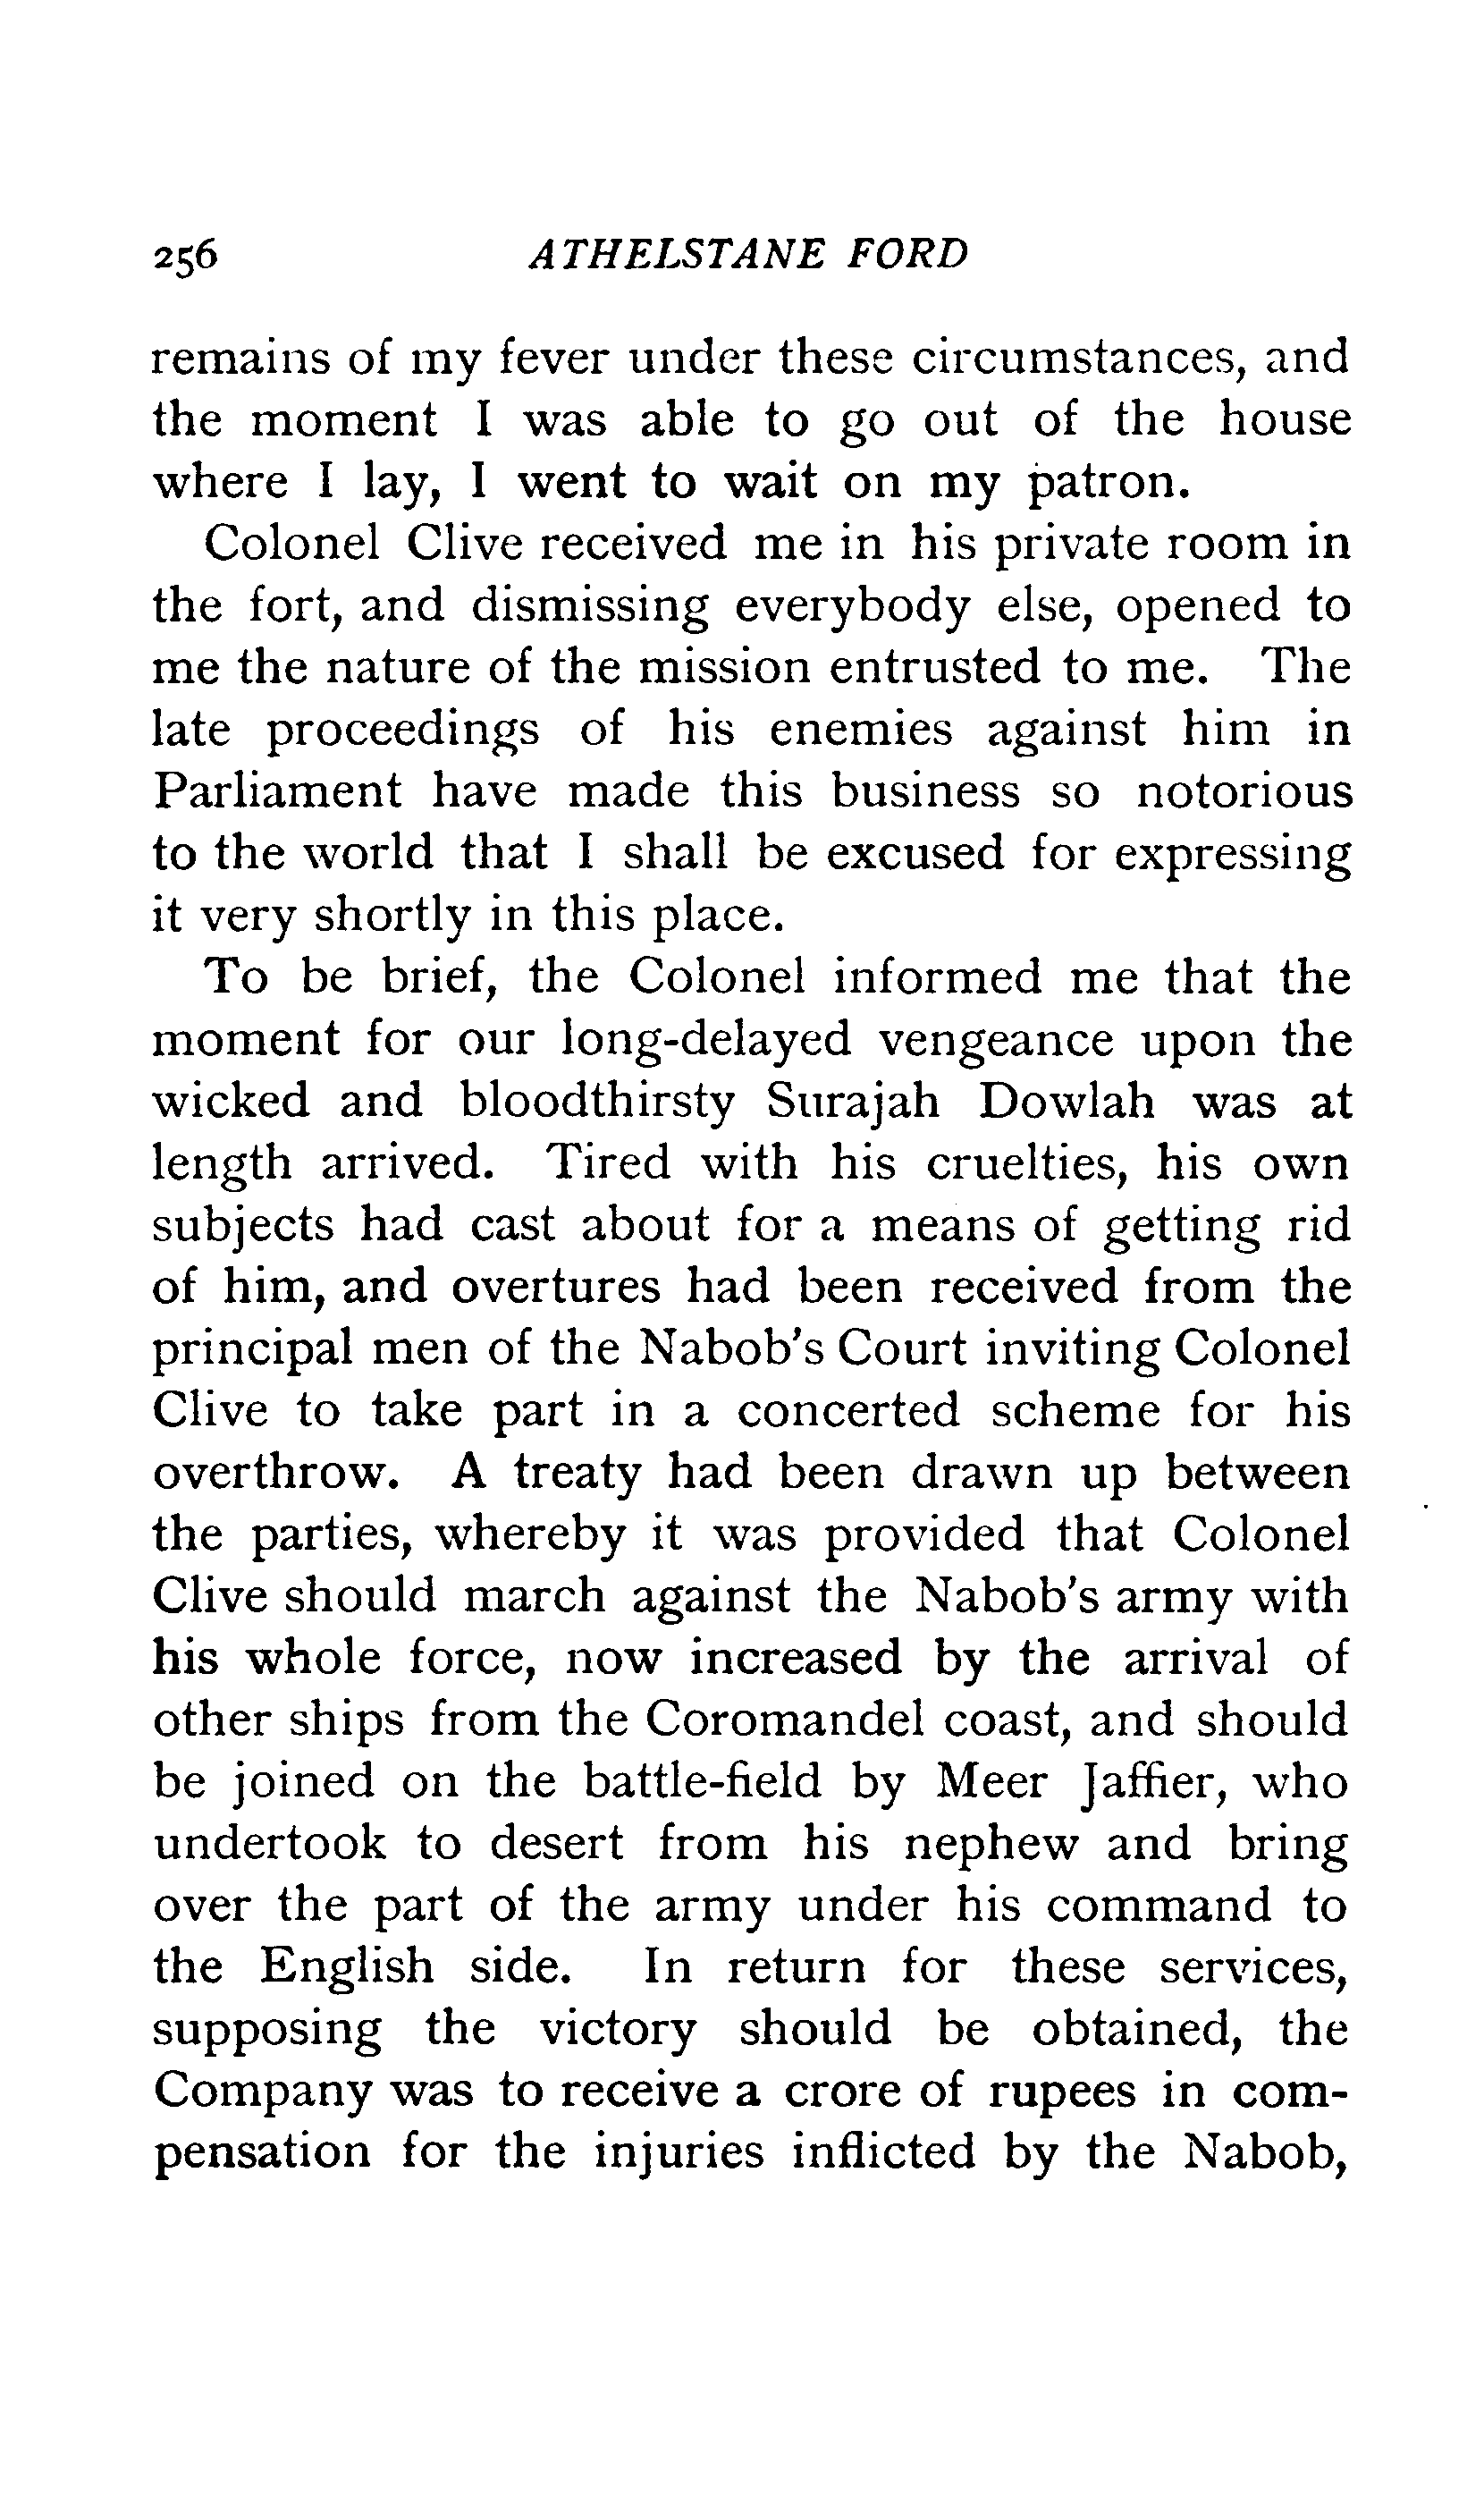 256 ATHELSTANE FORD
remains of my fever under these circumstances, and
the moment I was able to go out of the house
where I lay, I went to wait on my patron.
Colonel Clive received me in his private room in
the fort, and dismissing everybody else, opened to
me the nature of the mission entrusted to me. The
late proceedings of his enemies against him in
Parliament have made this business so notorious
to the world that I shall be excused for expressing
it very shortly in this place.
To be brief, the Colonel informed me that the
moment for our long-delayed vengeance upon the
wicked and bloodthirsty Surajah Dowlah was at
length arrived. Tired with his cruelties, his own
subjects had cast about for a means of getting rid
of him, and overtures had been received from the
principal men of the Nabob's Court inviting Colonel
Clive to take part in a concerted scheme for his
overthrow. A treaty had been drawn up between
the parties, whereby it was provided that Colonel
Clive should march against the Nabob's army with
his whole force, now increased by the arrival of
other ships from the Coromandel coast, and should
be joined on the battle-field by Meer Jaffier, who
undertook to desert from his nephew and bring
over the part of the army under his command to
the English side. In return for these services,
supposing the victory should be obtained, the
Company was to receive a crore of rupees in com-
pensation for the injuries inflicted by the Nabob,